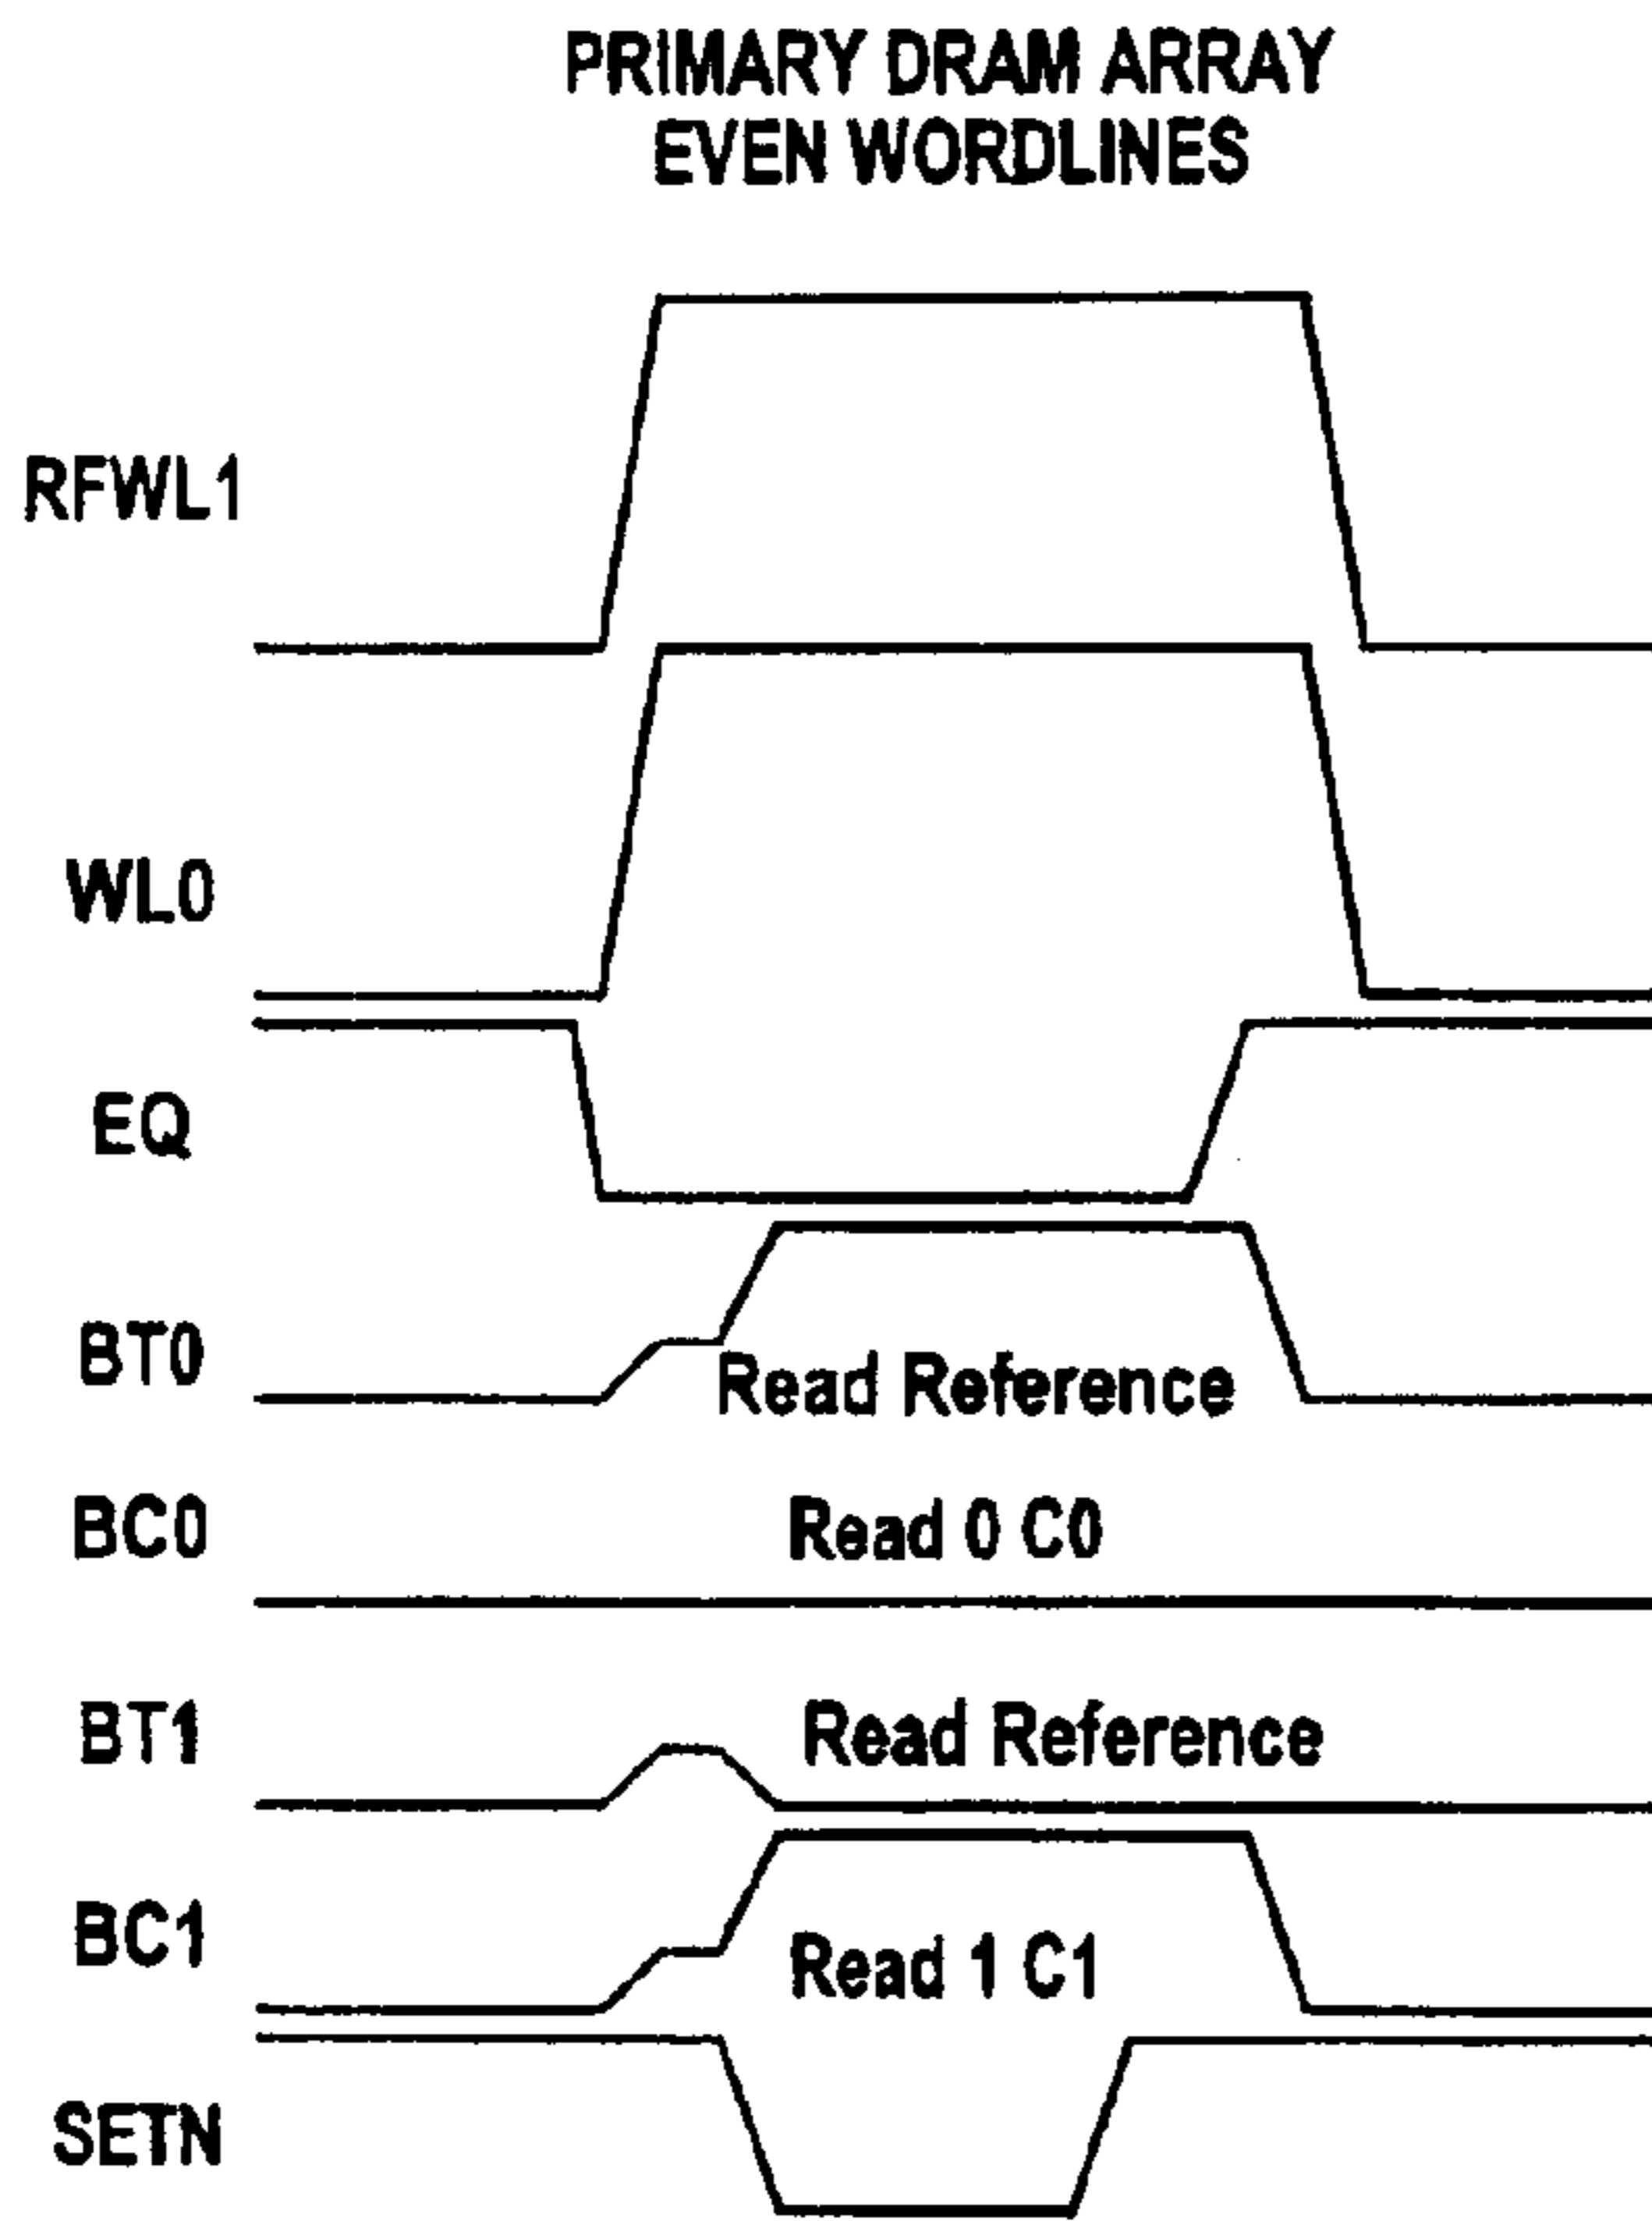 PRIMARY DRAM ARRAY
EVEN WORDLINES
RFWL1
WL0
EQ
BT0
Read Reference
BC0
Read 0 C0
BT1
Read Reference
BC1
Read 1 C1
SETN